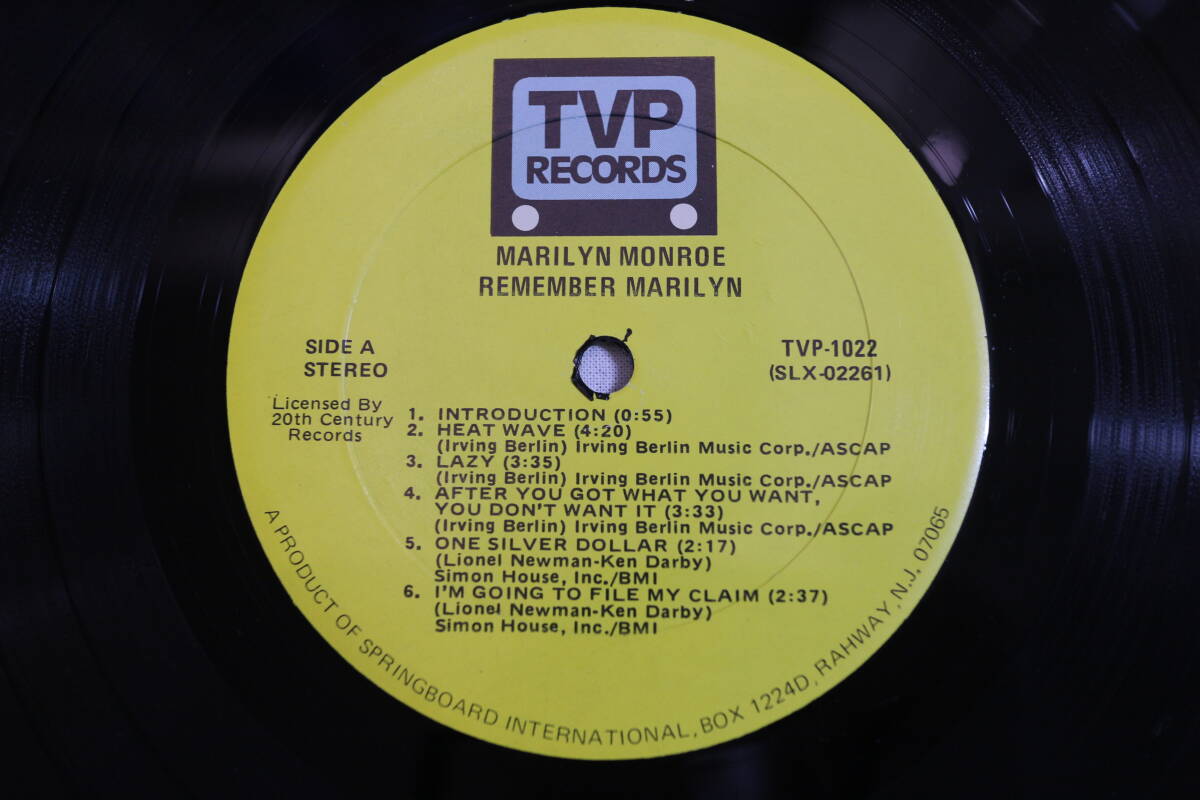 TVP
RECORDS
MARILYN MONROE
REMEMBER MARILYN
SIDE A
STEREO
TVP-1022
(SLX-02261)
Licensed By
20th Century
Records
1. INTRODUCTION (0:55)
2. HEAT WAVE (4:20)
(Irving Berlin) Irving Berlin Music Corp./ASCAP
3. LAZY (3:35)
(Irving Berlin) Irving Berlin Music Corp./ASCAP
4. AFTER YOU GOT WHAT YOU WANT,
YOU DON'T WANT IT (3:33)
(Irving Berlin) Irving Berlin Music Corp./ASCAP
5. ONE SILVER DOLLAR (2:17)
(Lionel Newman-Ken Darby)
Simon House, Inc./BMI
6. I'M GOING TO FILE MY CLAIM (2:37)
(Lionel Newman-Ken Darby)
Simon House, Inc./BMI
A PRODUCT OF SPRINGBOARD INTERNATIONAL, BOX 1224D, RAHWAY, N.J. 07065